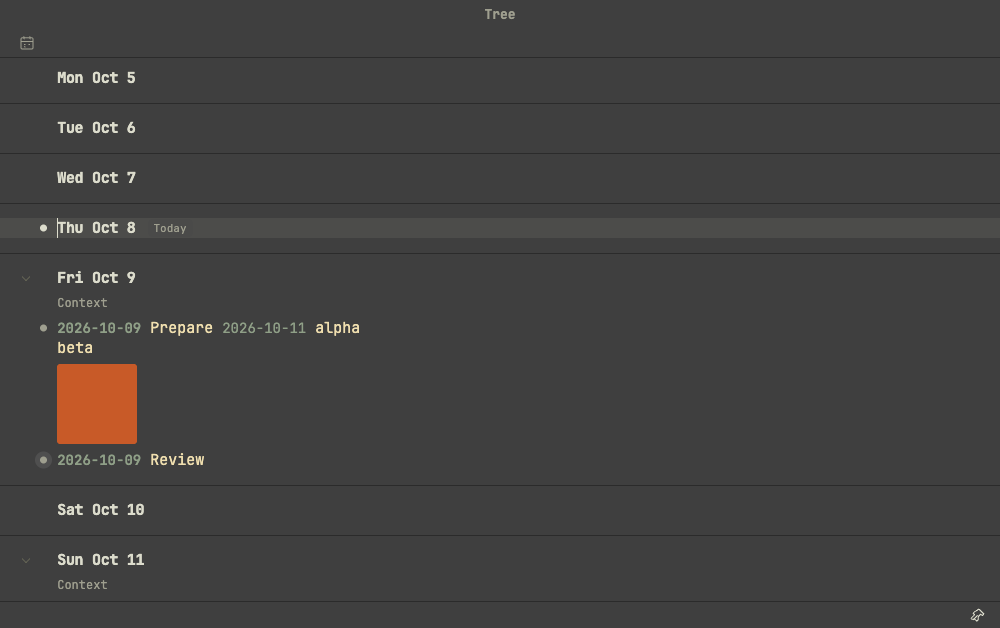 Tree
Mon Oct 5
Tue Oct 6
Wed Oct 7
Thu Oct 8 Today
Fri Oct 9
Context
2026-10-09 Prepare 2026-10-11 alpha
beta
2026-10-09 Review
Sat Oct 10
Sun Oct 11
Context